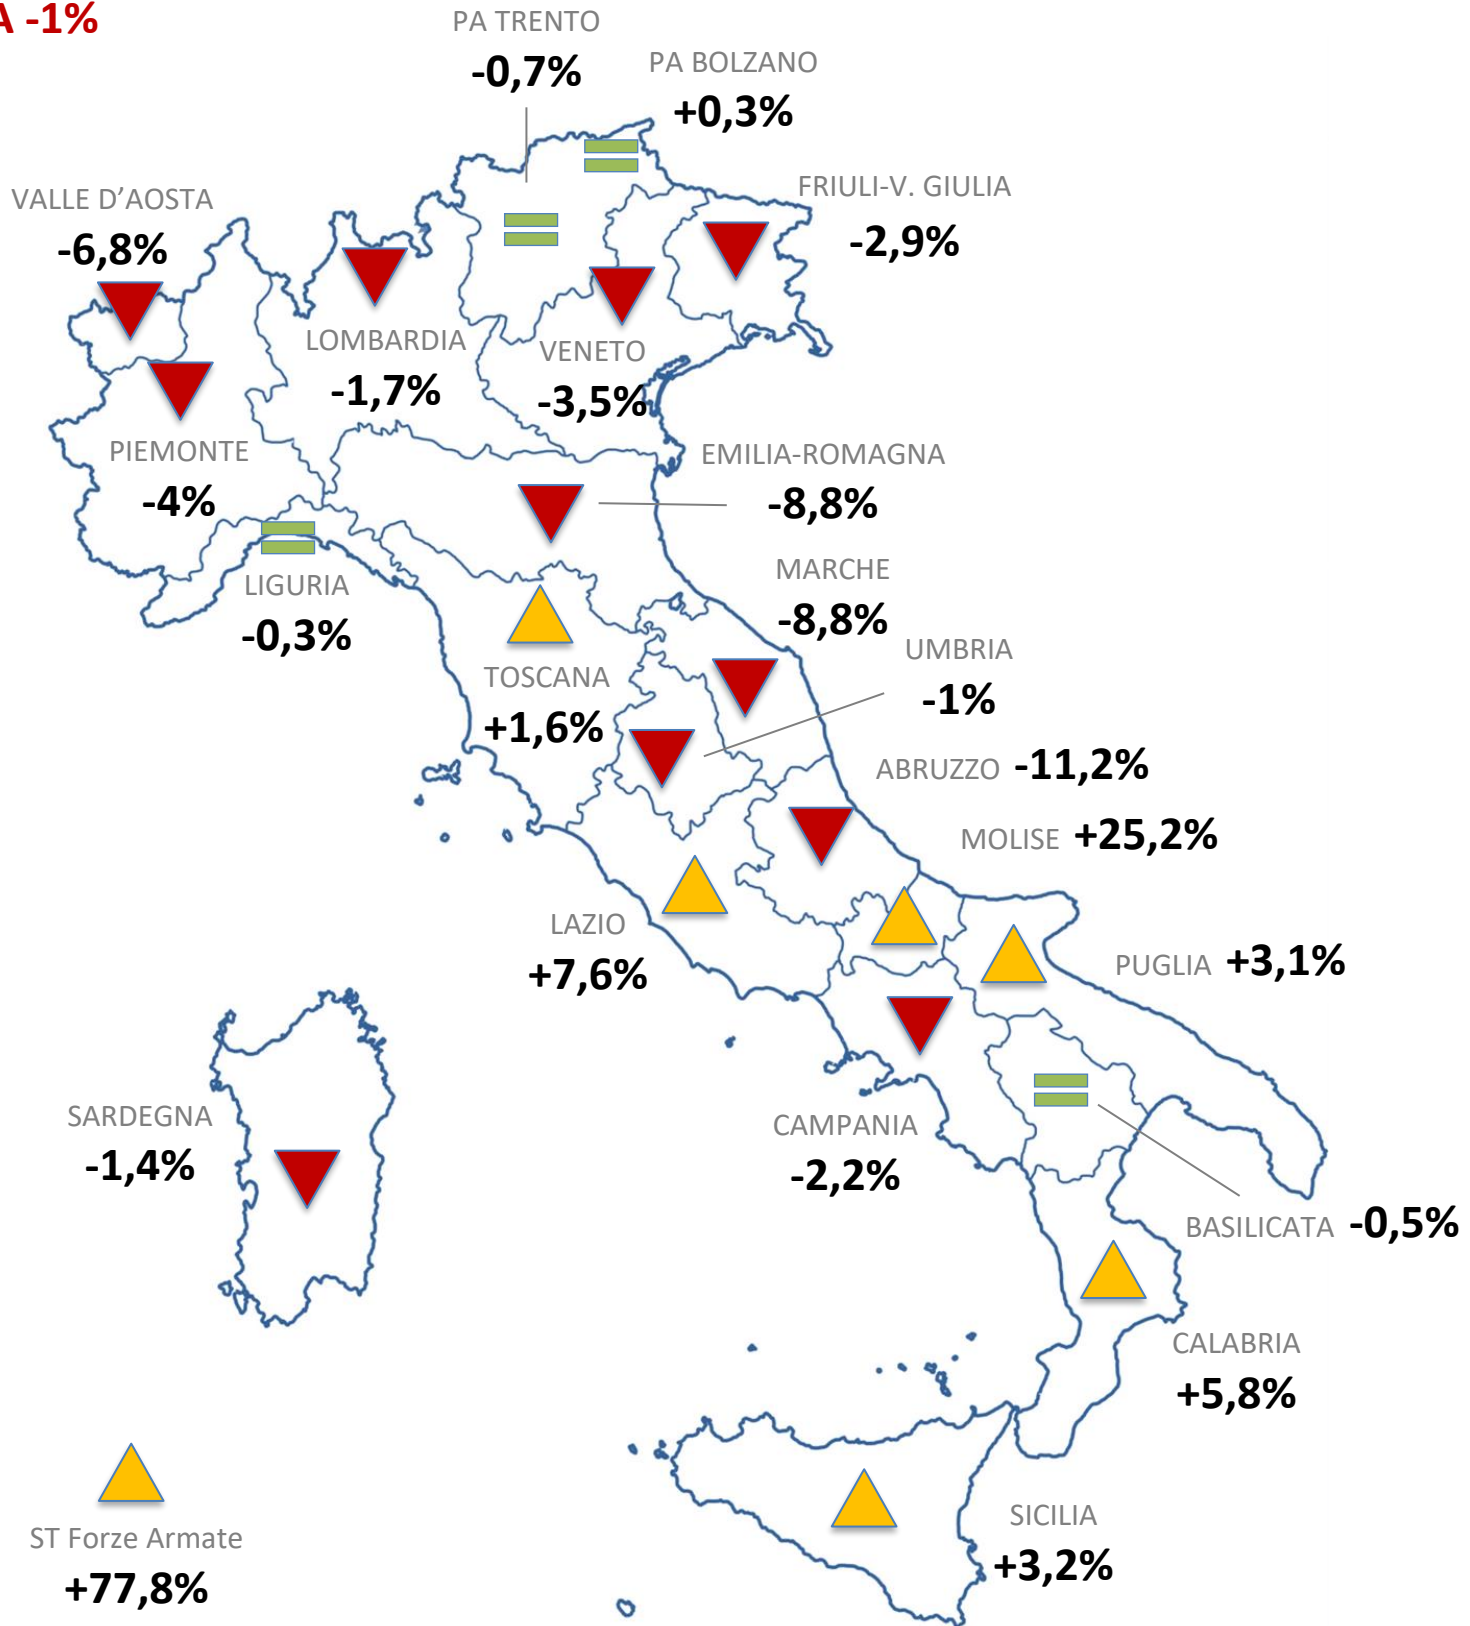 A -1%
PA TRENTO
-0,7%
PA BOLZANO
+0,3%
VALLE D’AOSTA
-6,8%
FRIULI-V. GIULIA
-2,9%
LOMBARDIA
-1,7%
VENETO
-3,5%
PIEMONTE
-4%
EMILIA-ROMAGNA
-8,8%
LIGURIA
-0,3%
MARCHE
-8,8%
TOSCANA
+1,6%
UMBRIA
-1%
ABRUZZO -11,2%
MOLISE +25,2%
LAZIO
+7,6%
PUGLIA +3,1%
SARDEGNA
-1,4%
CAMPANIA
-2,2%
BASILICATA -0,5%
CALABRIA
+5,8%
SICILIA
+3,2%
ST Forze Armate
+77,8%